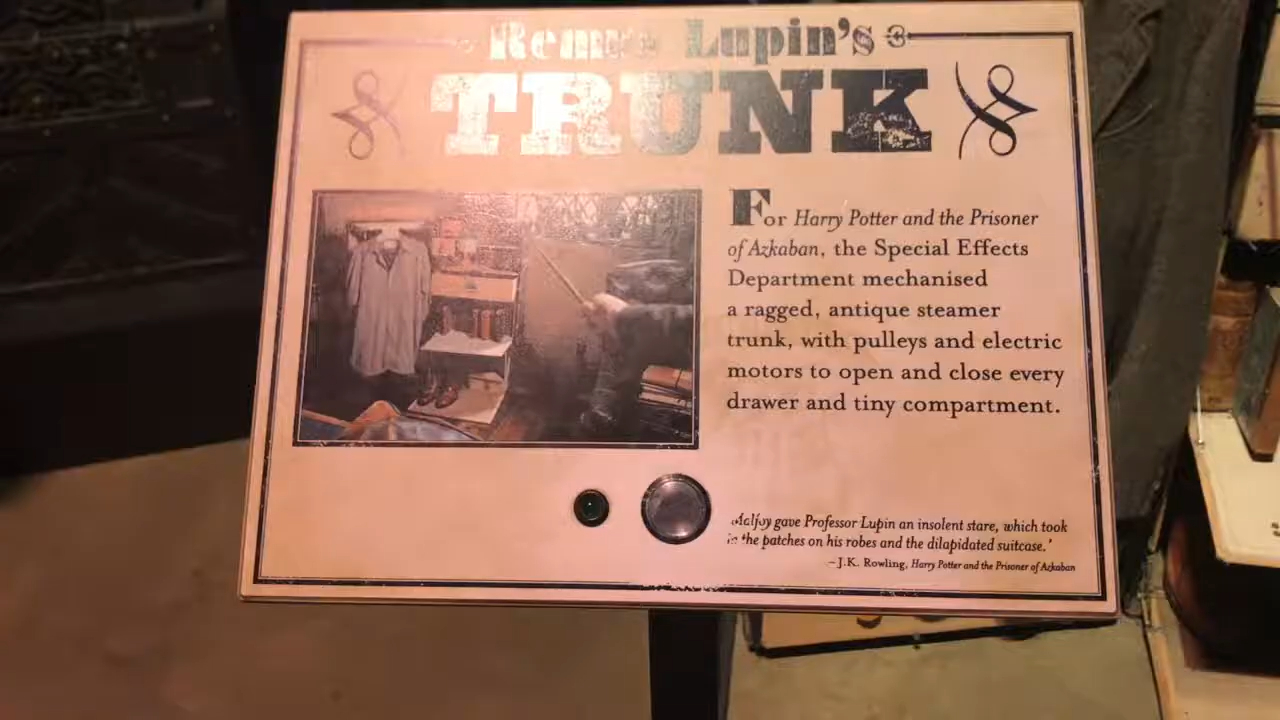 Remus Lupin's
TRUNK
For Harry Potter and the Prisoner
of Azkaban, the Special Effects
Department mechanised
a ragged, antique steamer
trunk, with pulleys and electric
motors to open and close every
drawer and tiny compartment.
Malfoy gave Professor Lupin an insolent stare, which took
in the patches on his robes and the dilapidated suitcase.'
– J.K. Rowling, Harry Potter and the Prisoner of Azkaban